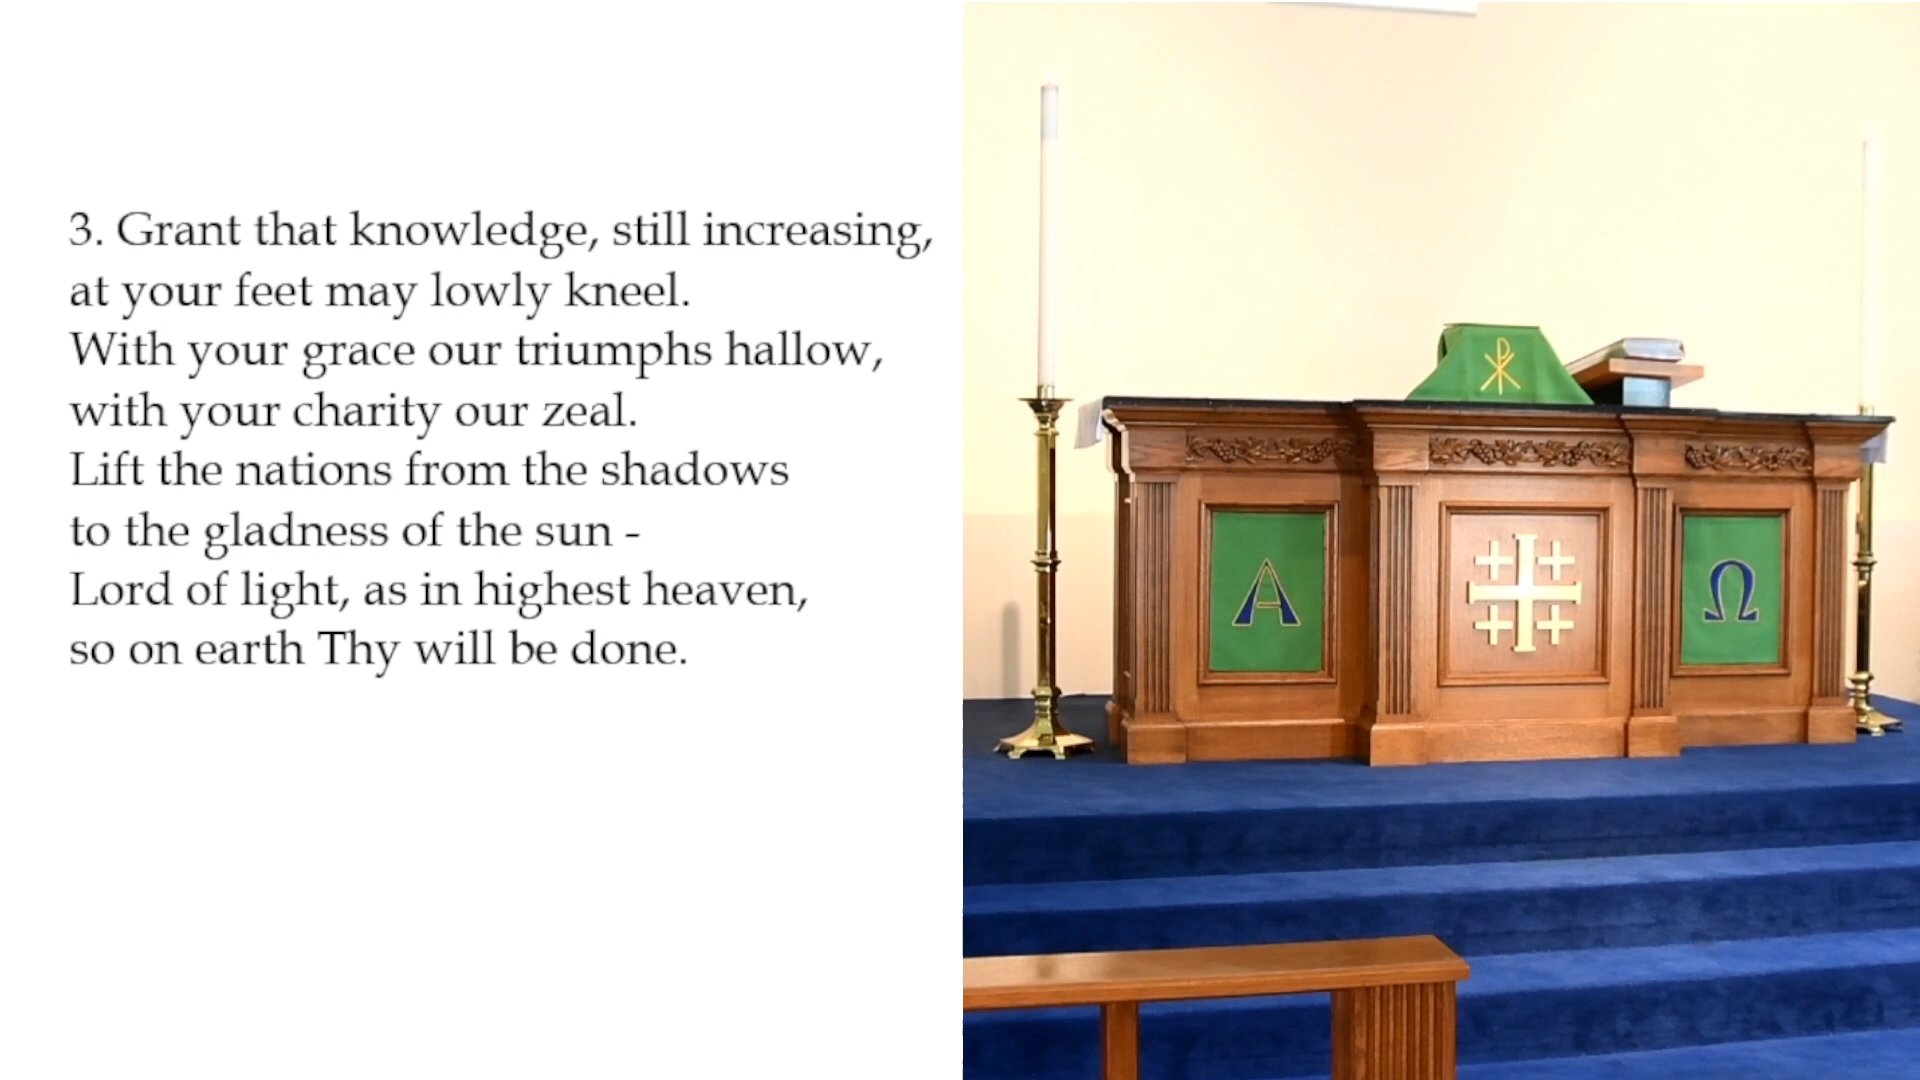 3. Grant that knowledge, still increasing,
at your feet may lowly kneel.
With your grace our triumphs hallow,
with your charity our zeal.
Lift the nations from the shadows
to the gladness of the sun -
Lord of light, as in highest heaven,
so on earth Thy will be done.
Α
Ω